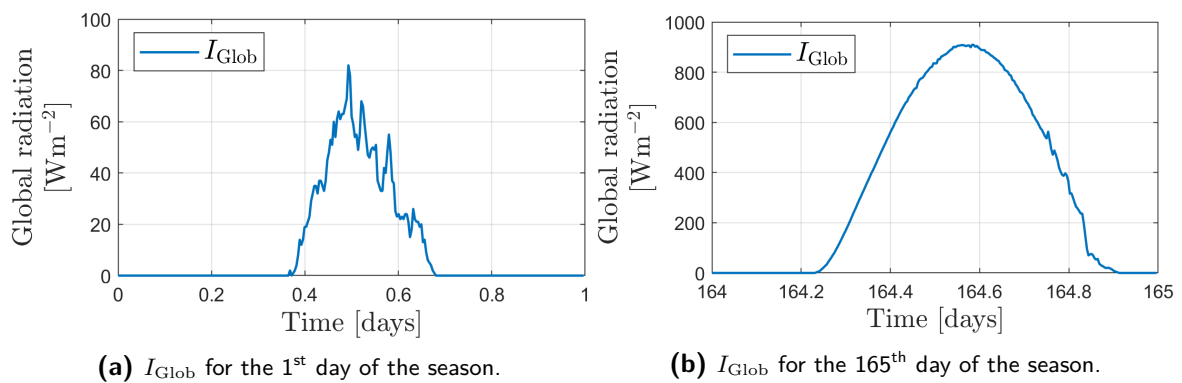 100
80
60
40
20
0
Global radiation
[Wm⁻²]
I_Glob
0 0.2 0.4 0.6 0.8 1
Time [days]
(a) I_Glob for the 1ˢᵗ day of the season.
1000
800
600
400
200
0
Global radiation
[Wm⁻²]
I_Glob
164 164.2 164.4 164.6 164.8 165
Time [days]
(b) I_Glob for the 165ᵗʰ day of the season.